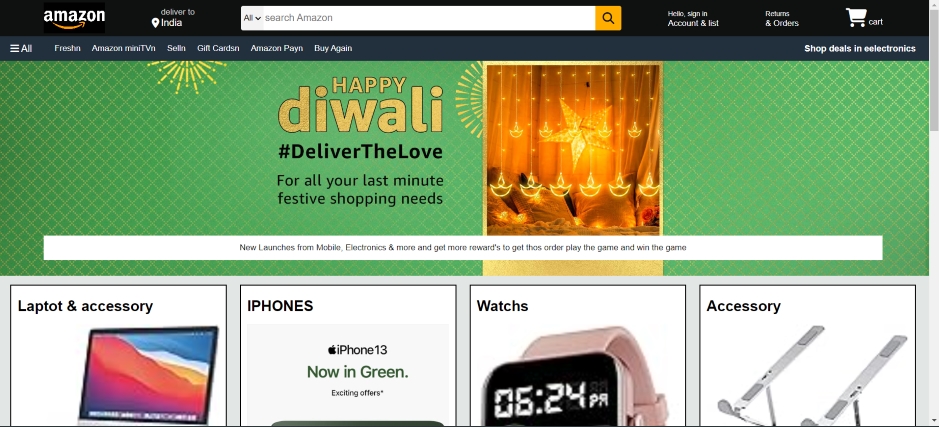 amazon
deliver to
India
All
search Amazon
Hello, sign in
Account & list
Returns
& Orders
cart
All
Freshn
Amazon miniTVn
Selln
Gift Cardsn
Amazon Payn
Buy Again
Shop deals in eelectronics
HAPPY
diwali
#DeliverTheLove
For all your last minute
festive shopping needs
New Launches from Mobile, Electronics & more and get more reward's to get thos order play the game and win the game
Laptot & accessory
IPHONES
Watchs
Accessory
iPhone13
Now in Green.
Exciting offers*
06:24 PA